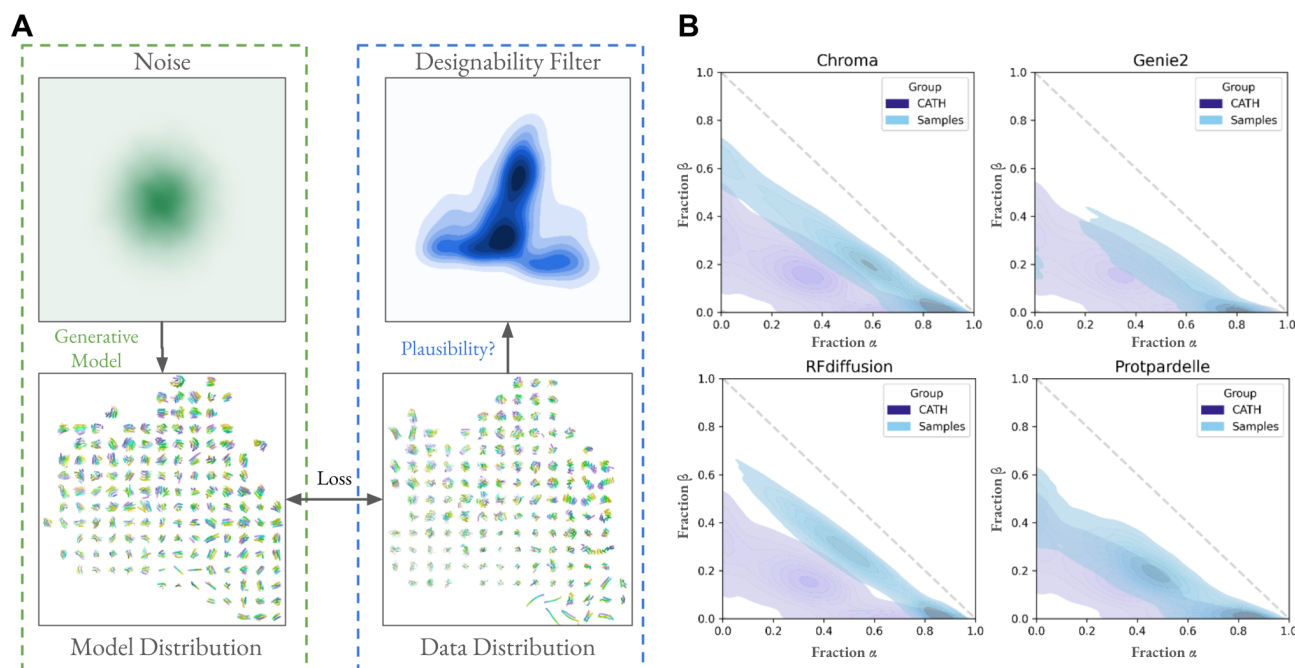 A
Noise
Designability Filter
Generative
Model
Plausibility?
Loss
Model Distribution
Data Distribution
B
Chroma
1.0
0.8
0.6
0.4
0.2
0.0
Fraction β
Group
CATH
Samples
0.0 0.2 0.4 0.6 0.8 1.0
Fraction α
Genie2
1.0
0.8
0.6
0.4
0.2
0.0
Fraction β
Group
CATH
Samples
0.0 0.2 0.4 0.6 0.8 1.0
Fraction α
RFdiffusion
1.0
0.8
0.6
0.4
0.2
0.0
Fraction β
Group
CATH
Samples
0.0 0.2 0.4 0.6 0.8 1.0
Fraction α
Protpardelle
1.0
0.8
0.6
0.4
0.2
0.0
Fraction β
Group
CATH
Samples
0.0 0.2 0.4 0.6 0.8 1.0
Fraction α